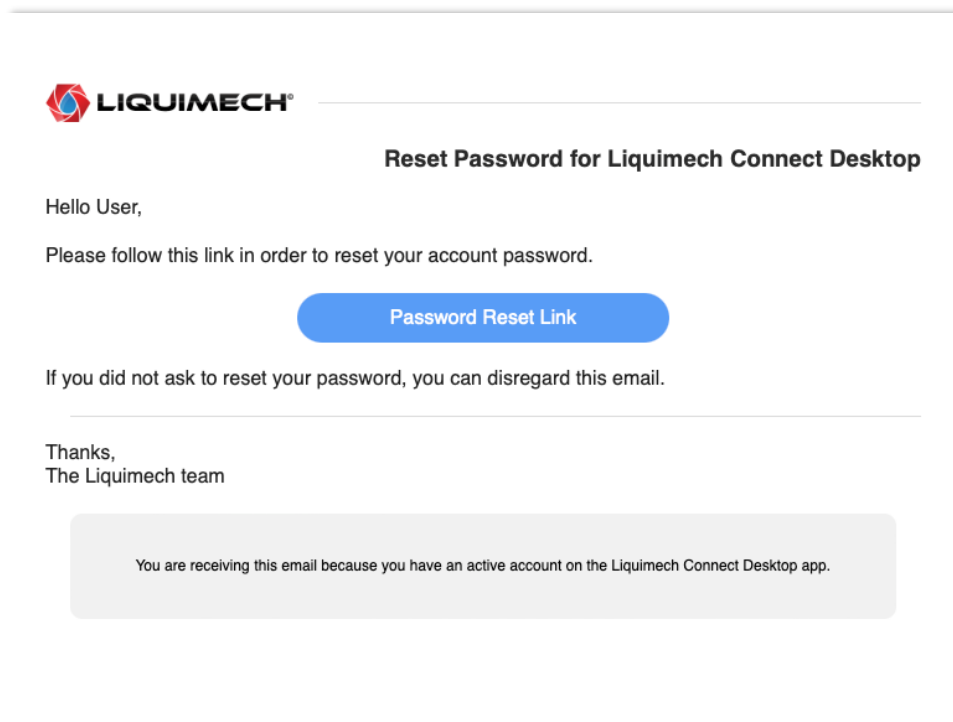 LIQUIMECH®
Reset Password for Liquimech Connect Desktop
Hello User,
Please follow this link in order to reset your account password.
Password Reset Link
If you did not ask to reset your password, you can disregard this email.
Thanks,
The Liquimech team
You are receiving this email because you have an active account on the Liquimech Connect Desktop app.